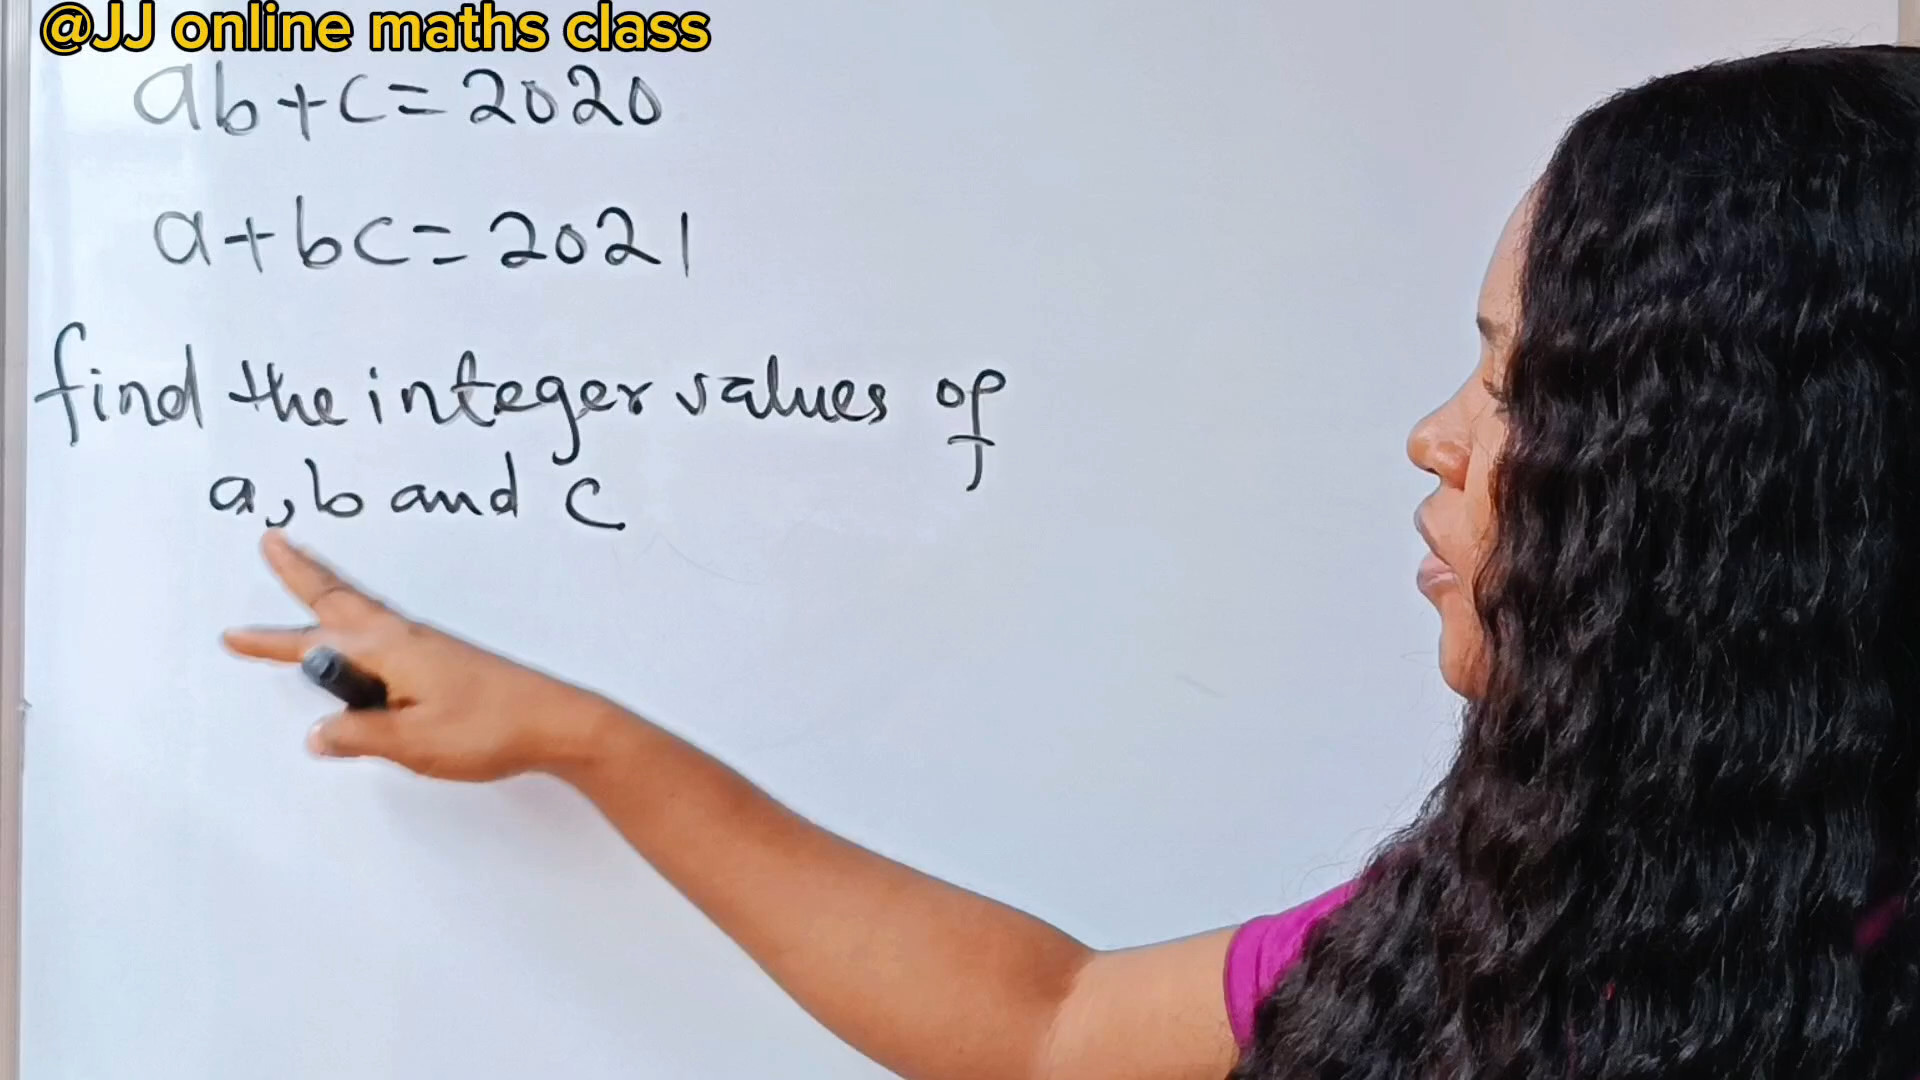 @JJ online maths class
ab+c=2020
a+bc=2021
find the integer values of
a,b and c